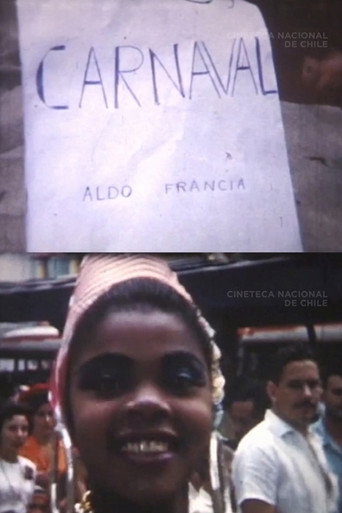 CINETECA NACIONAL
DE CHILE
CARNAVAL
ALDO FRANCIA
CINETECA NACIONAL
DE CHILE